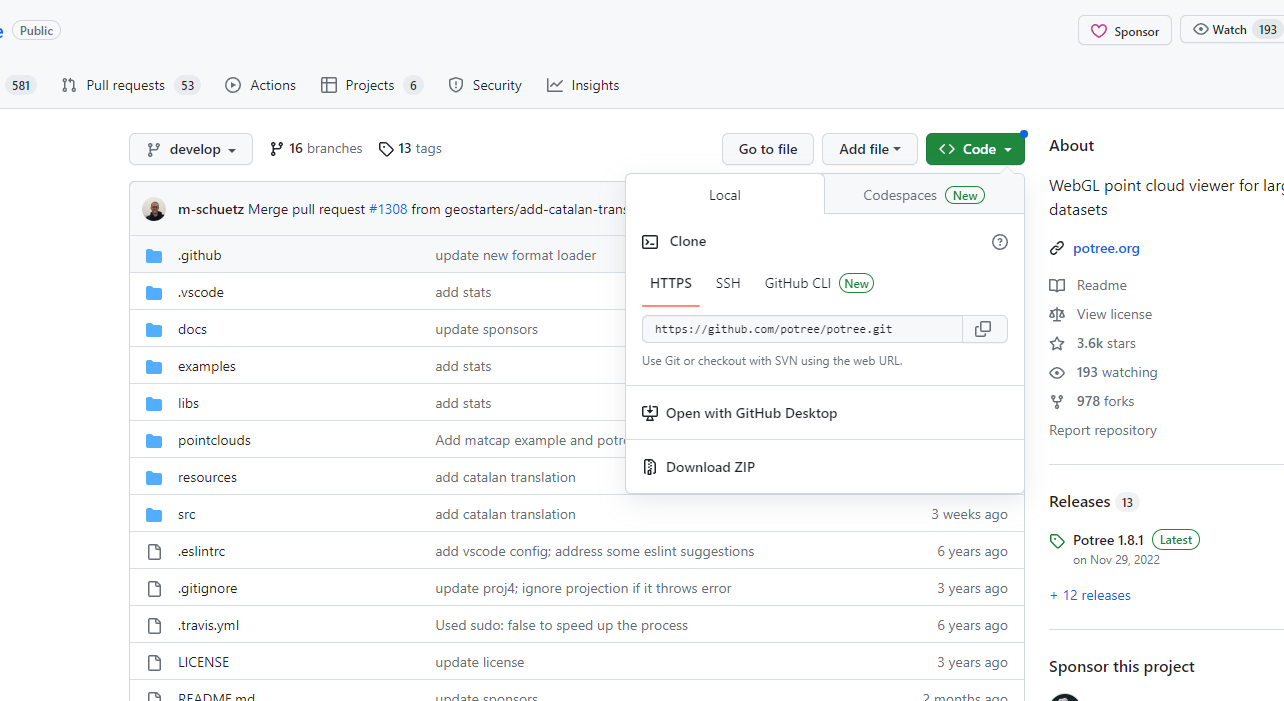 Public
Sponsor
Watch 193
581 Pull requests 53 Actions Projects 6 Security Insights
develop 16 branches 13 tags Go to file Add file <> Code
m-schuetz Merge pull request #1308 from geostarters/add-catalan-trans
.github update new format loader
.vscode add stats
docs update sponsors
examples add stats
libs add stats
pointclouds Add matcap example and potre
resources add catalan translation
src add catalan translation 3 weeks ago
.eslintrc add vscode config; address some eslint suggestions 6 years ago
.gitignore update proj4; ignore projection if it throws error 3 years ago
.travis.yml Used sudo: false to speed up the process 6 years ago
LICENSE update license 3 years ago
README.md update sponsors 2 months ago
Local Codespaces New
Clone
HTTPS SSH GitHub CLI New
https://github.com/potree/potree.git
Use Git or checkout with SVN using the web URL.
Open with GitHub Desktop
Download ZIP
About
WebGL point cloud viewer for larg
datasets
potree.org
Readme
View license
3.6k stars
193 watching
978 forks
Report repository
Releases 13
Potree 1.8.1 Latest
on Nov 29, 2022
+ 12 releases
Sponsor this project